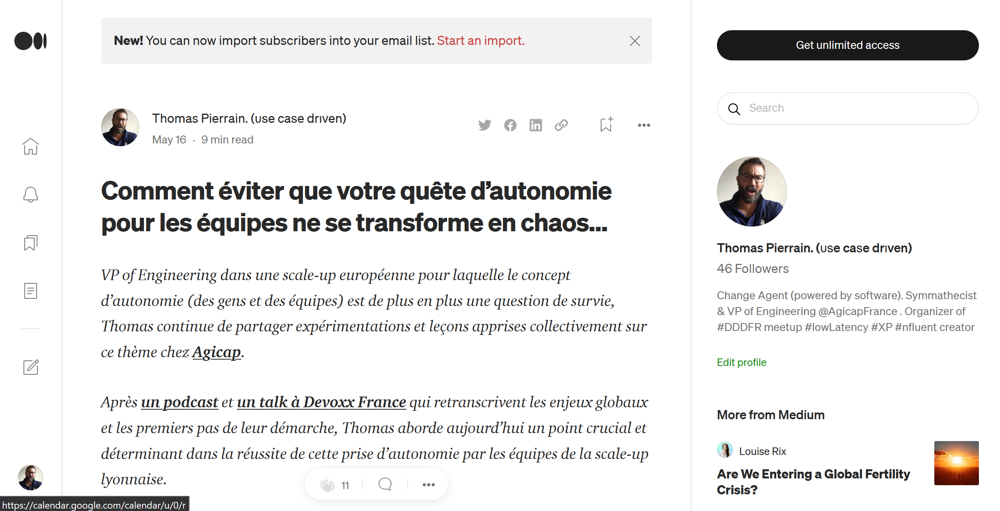 New! You can now import subscribers into your email list. Start an import.
Thomas Pierrain. (use case drıven)
May 16 · 9 min read
Comment éviter que votre quête d’autonomie
pour les équipes ne se transforme en chaos…
VP of Engineering dans une scale-up européenne pour laquelle le concept
d’autonomie (des gens et des équipes) est de plus en plus une question de survie,
Thomas continue de partager expérimentations et leçons apprises collectivement sur
ce thème chez Agicap.
Après un podcast et un talk à Devoxx France qui retranscrivent les enjeux globaux
et les premiers pas de leur démarche, Thomas aborde aujourd’hui un point crucial et
déterminant dans la réussite de cette prise d’autonomie par les équipes de la scale-up
lyonnaise.
11
https://calendar.google.com/calendar/u/0/r
Get unlimited access
Search
Thomas Pierrain. (use case drıven)
46 Followers
Change Agent (powered by software). Symmathecist
& VP of Engineering @AgicapFrance . Organizer of
#DDDFR meetup #lowLatency #XP #nfluent creator
Edit profile
More from Medium
Louise Rix
Are We Entering a Global Fertility
Crisis?